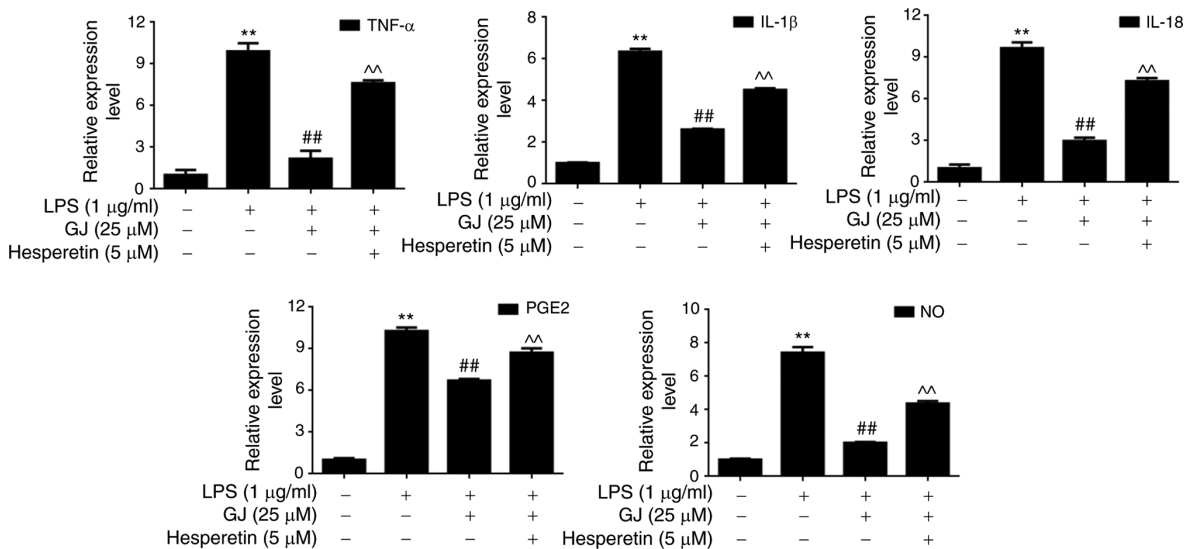 TNF-α
Relative expression
level
12
9
6
3
0
**
##
^^
LPS (1 μg/ml) – + + +
GJ (25 μM) – – + +
Hesperetin (5 μM) – – – +
IL-1β
Relative expression
level
8
6
4
2
0
**
##
^^
LPS (1 μg/ml) – + + +
GJ (25 μM) – – + +
Hesperetin (5 μM) – – – +
IL-18
Relative expression
level
12
9
6
3
0
**
##
^^
LPS (1 μg/ml) – + + +
GJ (25 μM) – – + +
Hesperetin (5 μM) – – – +
PGE2
Relative expression
level
12
9
6
3
0
**
##
^^
LPS (1 μg/ml) – + + +
GJ (25 μM) – – + +
Hesperetin (5 μM) – – – +
NO
Relative expression
level
10
8
6
4
2
0
**
##
^^
LPS (1 μg/ml) – + + +
GJ (25 μM) – – + +
Hesperetin (5 μM) – – – +